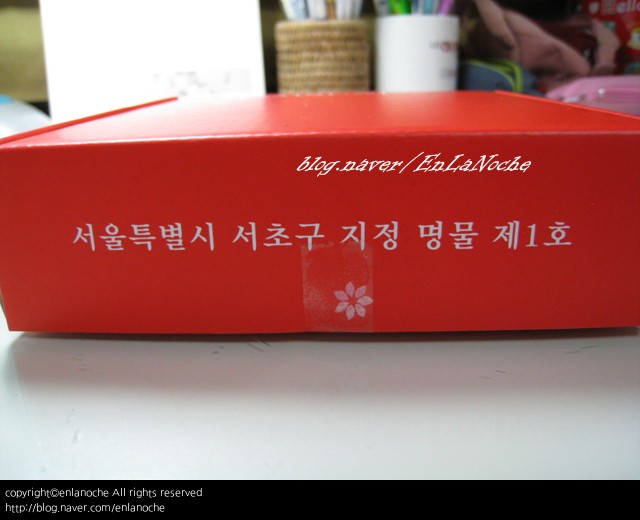 blog.naver/EnLaNoche
서울특별시 서초구 지정 명물 제1호
copyright©enlanoche All rights reserved
http://blog.naver.com/enlanoche